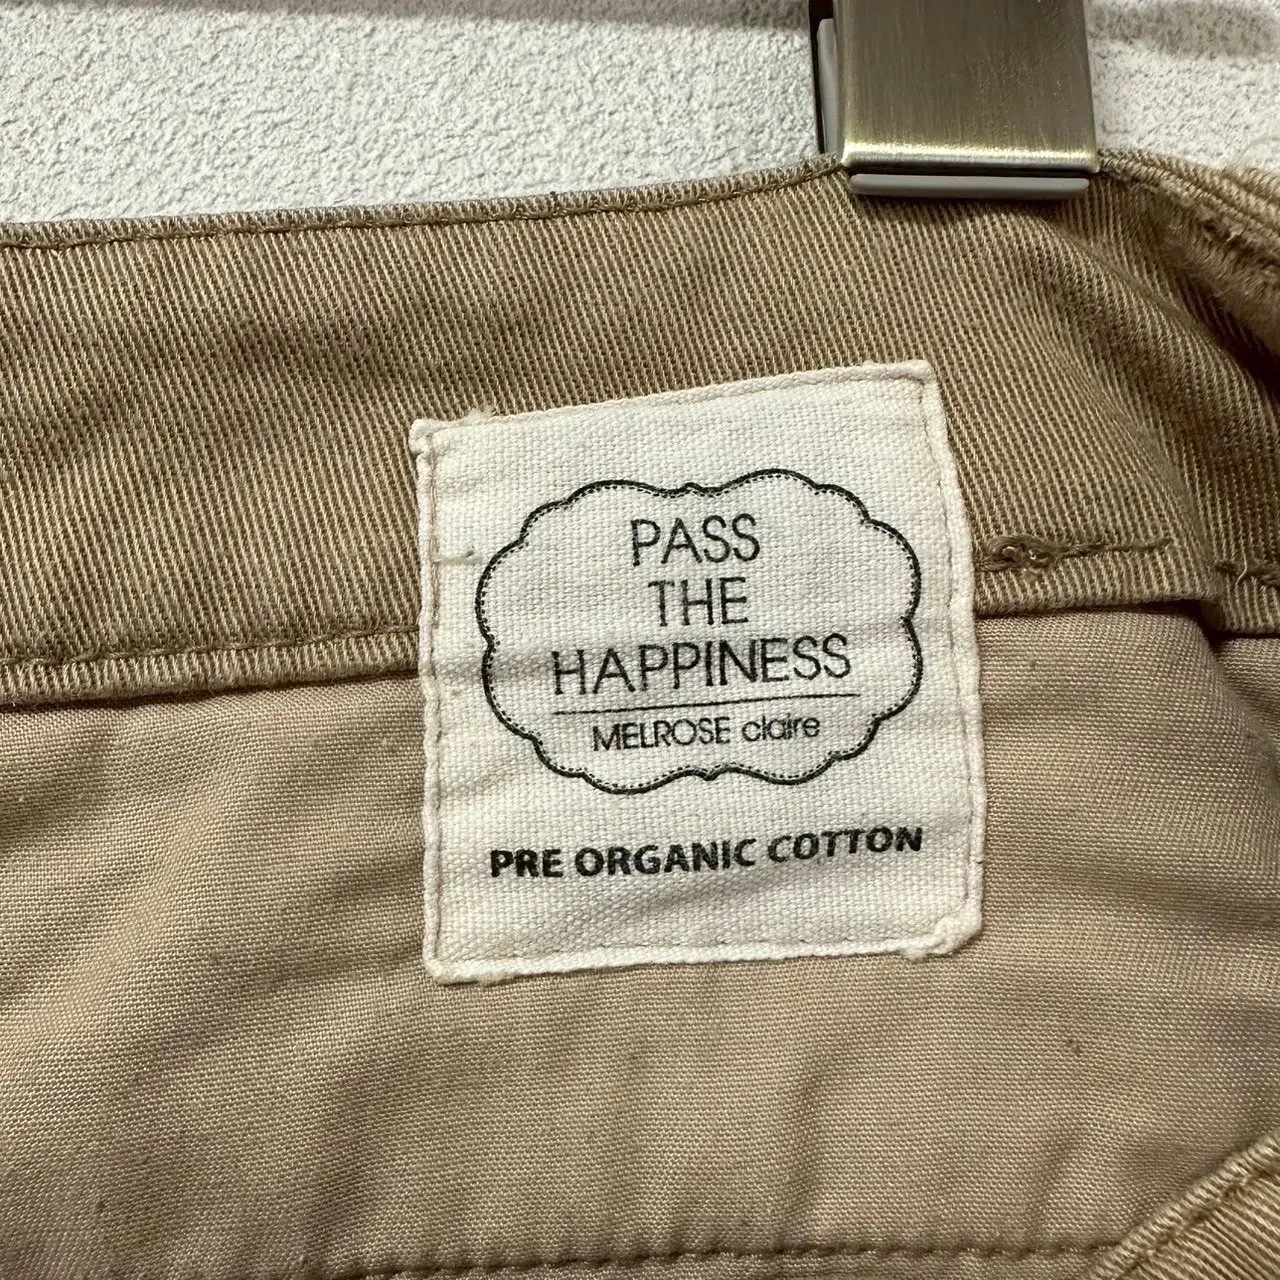 PASS
THE
HAPPINESS
MELROSE claire
PRE ORGANIC COTTON